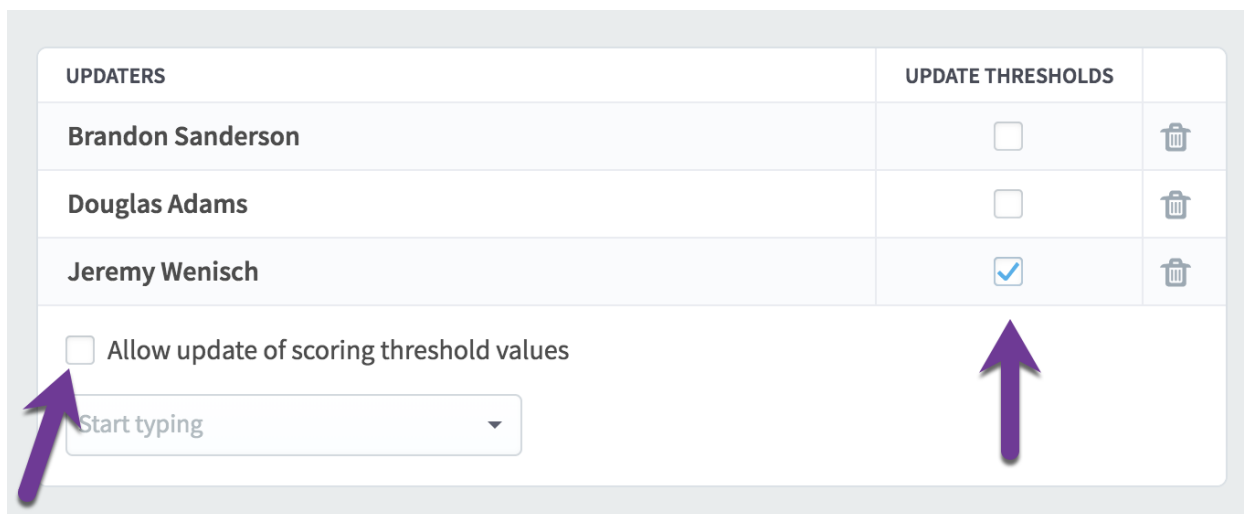 UPDATERS UPDATE THRESHOLDS
Brandon Sanderson
Douglas Adams
Jeremy Wenisch
Allow update of scoring threshold values
Start typing